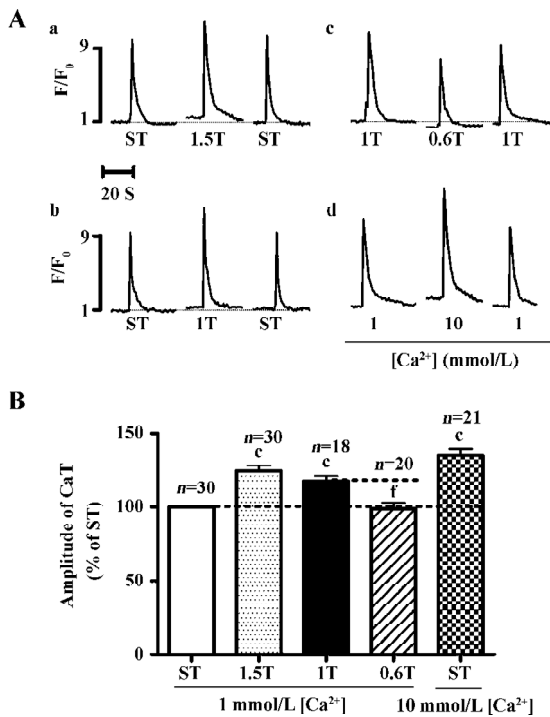 A
a
c
9
F/F0
1
ST
1.5T
ST
1T
0.6T
1T
20 S
b
d
9
F/F0
1
ST
1T
ST
1
10
1
[Ca2+] (mmol/L)
B
n=30
c
n=18
c
n=20
f
n=21
c
n=30
150
100
50
0
Amplitude of CaT
(% of ST)
ST
1.5T
1T
0.6T
ST
1 mmol/L [Ca2+]
10 mmol/L [Ca2+]